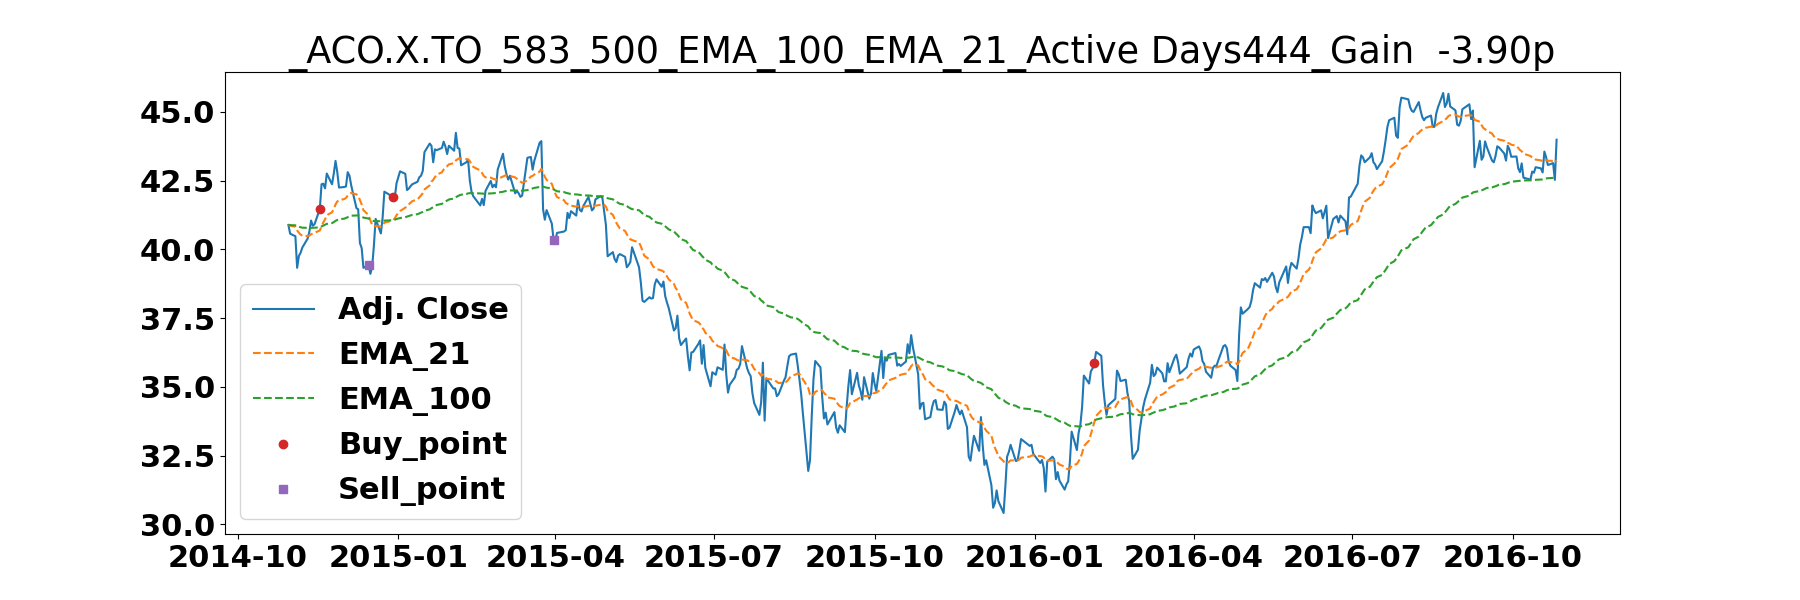 _ACO.X.TO_583_500_EMA_100_EMA_21_Active Days444_Gain  -3.90p
45.0
42.5
40.0
37.5
35.0
32.5
30.0
Adj. Close
EMA_21
EMA_100
Buy_point
Sell_point
2014-10 2015-01 2015-04 2015-07 2015-10 2016-01 2016-04 2016-07 2016-10